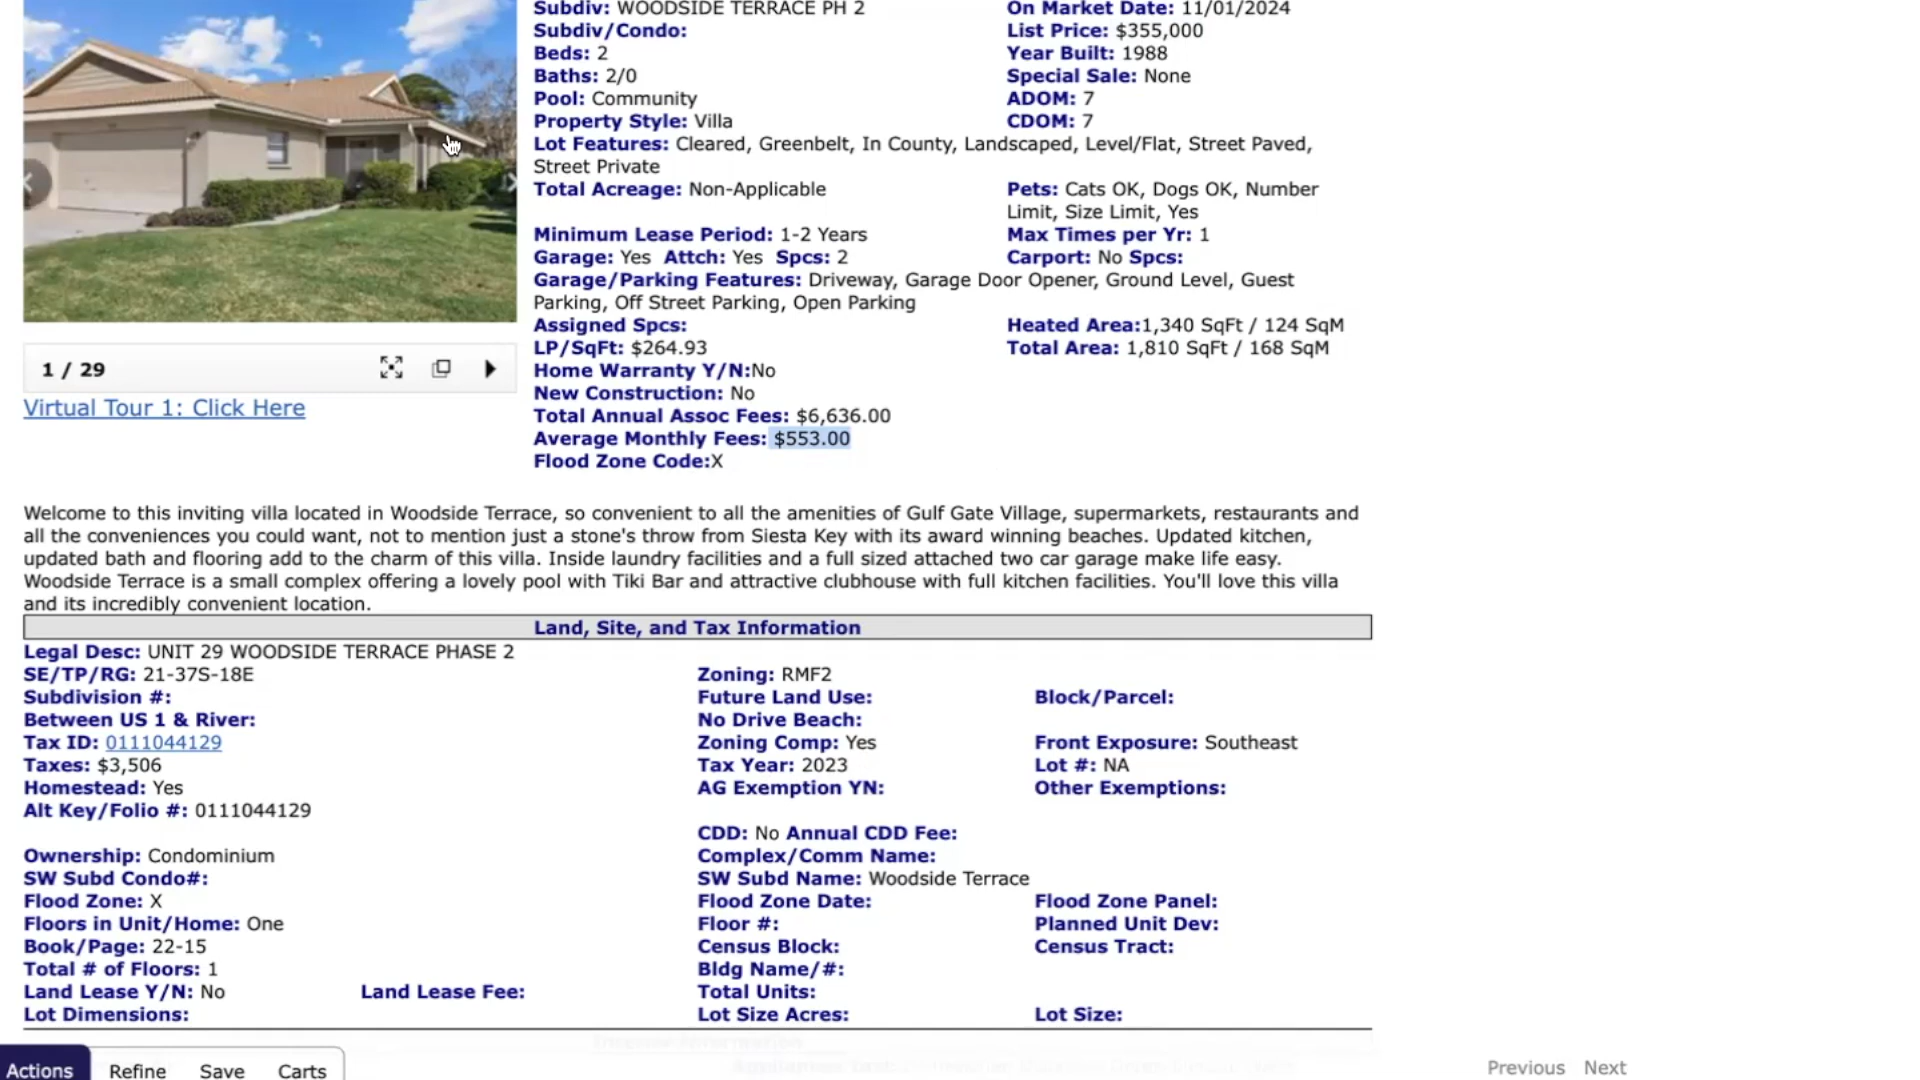 Subdiv: WOODSIDE TERRACE PH 2
On Market Date: 11/01/2024
Subdiv/Condo:
List Price: $355,000
Beds: 2
Year Built: 1988
Baths: 2/0
Special Sale: None
Pool: Community
ADOM: 7
Property Style: Villa
CDOM: 7
Lot Features: Cleared, Greenbelt, In County, Landscaped, Level/Flat, Street Paved,
Street Private
Total Acreage: Non-Applicable
Pets: Cats OK, Dogs OK, Number
Limit, Size Limit, Yes
Minimum Lease Period: 1-2 Years
Max Times per Yr: 1
Garage: Yes Attch: Yes Spcs: 2
Carport: No Spcs:
Garage/Parking Features: Driveway, Garage Door Opener, Ground Level, Guest
Parking, Off Street Parking, Open Parking
Assigned Spcs:
Heated Area:1,340 SqFt / 124 SqM
LP/SqFt: $264.93
Total Area: 1,810 SqFt / 168 SqM
Home Warranty Y/N:No
New Construction: No
Total Annual Assoc Fees: $6,636.00
Average Monthly Fees: $553.00
Flood Zone Code:X
1 / 29
Virtual Tour 1: Click Here
Welcome to this inviting villa located in Woodside Terrace, so convenient to all the amenities of Gulf Gate Village, supermarkets, restaurants and
all the conveniences you could want, not to mention just a stone's throw from Siesta Key with its award winning beaches. Updated kitchen,
updated bath and flooring add to the charm of this villa. Inside laundry facilities and a full sized attached two car garage make life easy.
Woodside Terrace is a small complex offering a lovely pool with Tiki Bar and attractive clubhouse with full kitchen facilities. You'll love this villa
and its incredibly convenient location.
Land, Site, and Tax Information
Legal Desc: UNIT 29 WOODSIDE TERRACE PHASE 2
SE/TP/RG: 21-37S-18E
Zoning: RMF2
Subdivision #:
Future Land Use:
Block/Parcel:
Between US 1 & River:
No Drive Beach:
Tax ID: 0111044129
Zoning Comp: Yes
Front Exposure: Southeast
Taxes: $3,506
Tax Year: 2023
Lot #: NA
Homestead: Yes
AG Exemption YN:
Other Exemptions:
Alt Key/Folio #: 0111044129
CDD: No Annual CDD Fee:
Ownership: Condominium
Complex/Comm Name:
SW Subd Condo#:
SW Subd Name: Woodside Terrace
Flood Zone: X
Flood Zone Date:
Flood Zone Panel:
Floors in Unit/Home: One
Floor #:
Planned Unit Dev:
Book/Page: 22-15
Census Block:
Census Tract:
Total # of Floors: 1
Bldg Name/#:
Land Lease Y/N: No
Land Lease Fee:
Total Units:
Lot Dimensions:
Lot Size Acres:
Lot Size:
Actions
Refine
Save
Carts
Previous
Next